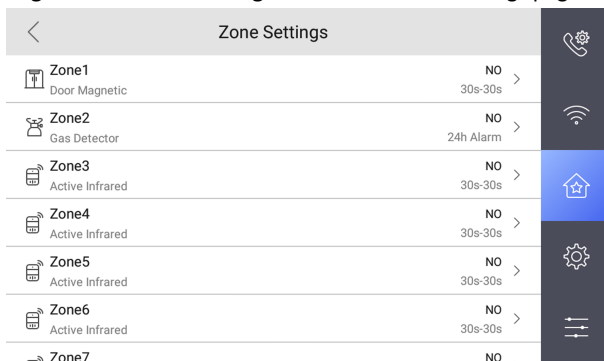 Zone Settings
Zone1 NO
Door Magnetic 30s-30s
Zone2 NO
Gas Detector 24h Alarm
Zone3 NO
Active Infrared 30s-30s
Zone4 NO
Active Infrared 30s-30s
Zone5 NO
Active Infrared 30s-30s
Zone6 NO
Active Infrared 30s-30s
Zone7 NO